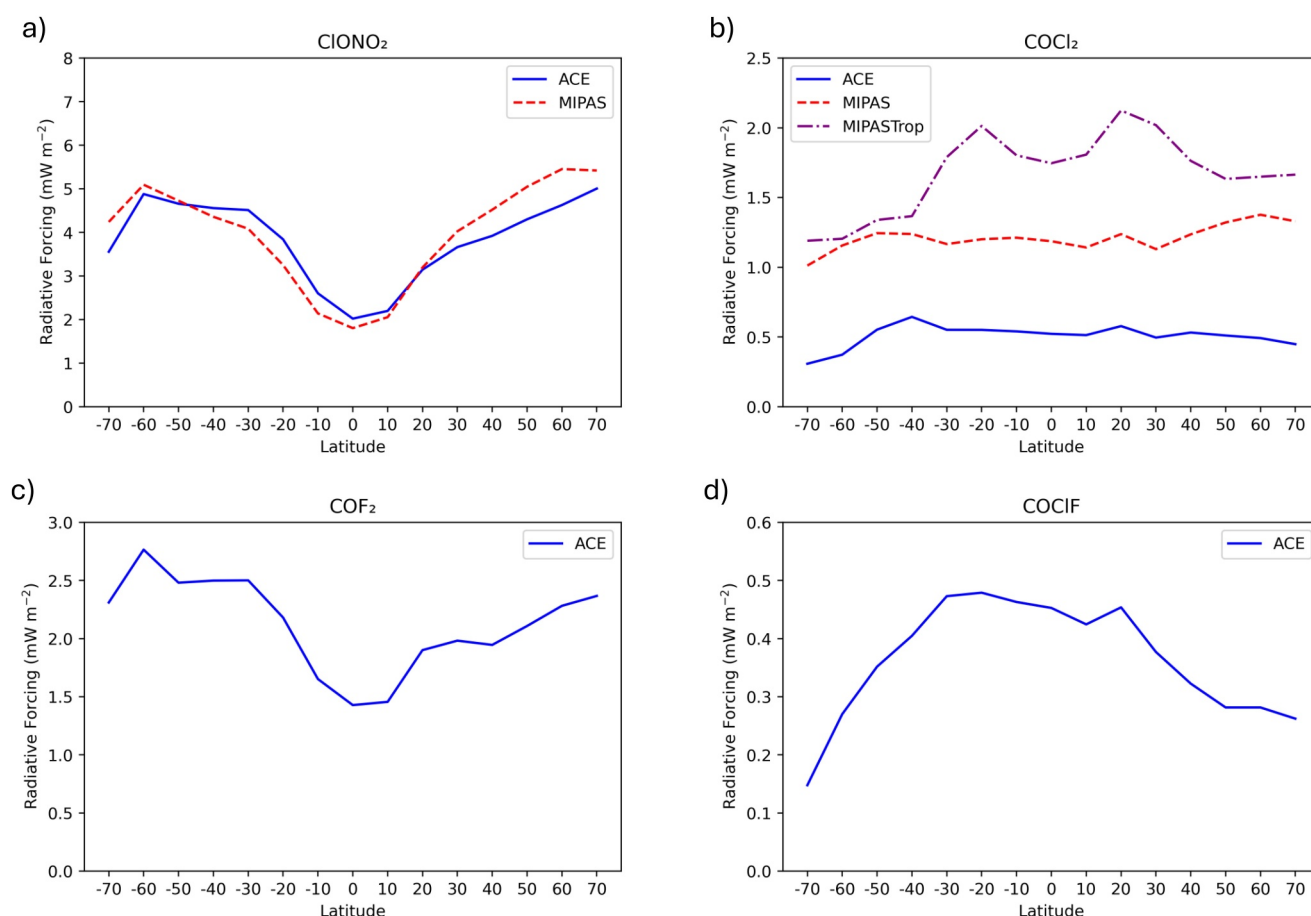 a)
ClONO₂
Radiative Forcing (mW m⁻²)
8
7
6
5
4
3
2
1
0
ACE
MIPAS
-70 -60 -50 -40 -30 -20 -10 0 10 20 30 40 50 60 70
Latitude
b)
COCl₂
Radiative Forcing (mW m⁻²)
2.5
2.0
1.5
1.0
0.5
0.0
ACE
MIPAS
MIPASTrop
-70 -60 -50 -40 -30 -20 -10 0 10 20 30 40 50 60 70
Latitude
c)
COF₂
Radiative Forcing (mW m⁻²)
3.0
2.5
2.0
1.5
1.0
0.5
0.0
ACE
-70 -60 -50 -40 -30 -20 -10 0 10 20 30 40 50 60 70
Latitude
d)
COClF
Radiative Forcing (mW m⁻²)
0.6
0.5
0.4
0.3
0.2
0.1
0.0
ACE
-70 -60 -50 -40 -30 -20 -10 0 10 20 30 40 50 60 70
Latitude